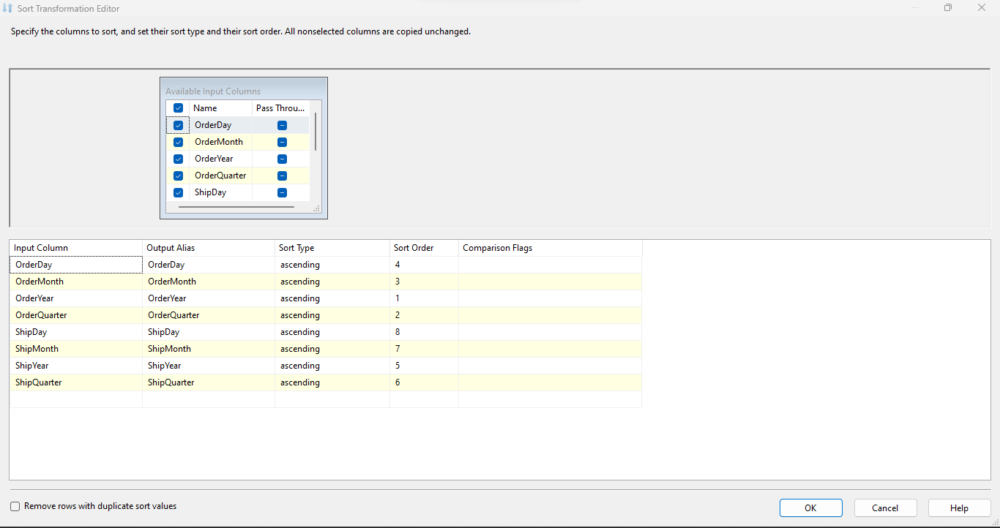 Sort Transformation Editor
Specify the columns to sort, and set their sort type and their sort order. All nonselected columns are copied unchanged.
Available Input Columns
Name Pass Throu...
OrderDay
OrderMonth
OrderYear
OrderQuarter
ShipDay
Input Column Output Alias Sort Type Sort Order Comparison Flags
OrderDay OrderDay ascending 4
OrderMonth OrderMonth ascending 3
OrderYear OrderYear ascending 1
OrderQuarter OrderQuarter ascending 2
ShipDay ShipDay ascending 8
ShipMonth ShipMonth ascending 7
ShipYear ShipYear ascending 5
ShipQuarter ShipQuarter ascending 6
Remove rows with duplicate sort values
OK Cancel Help